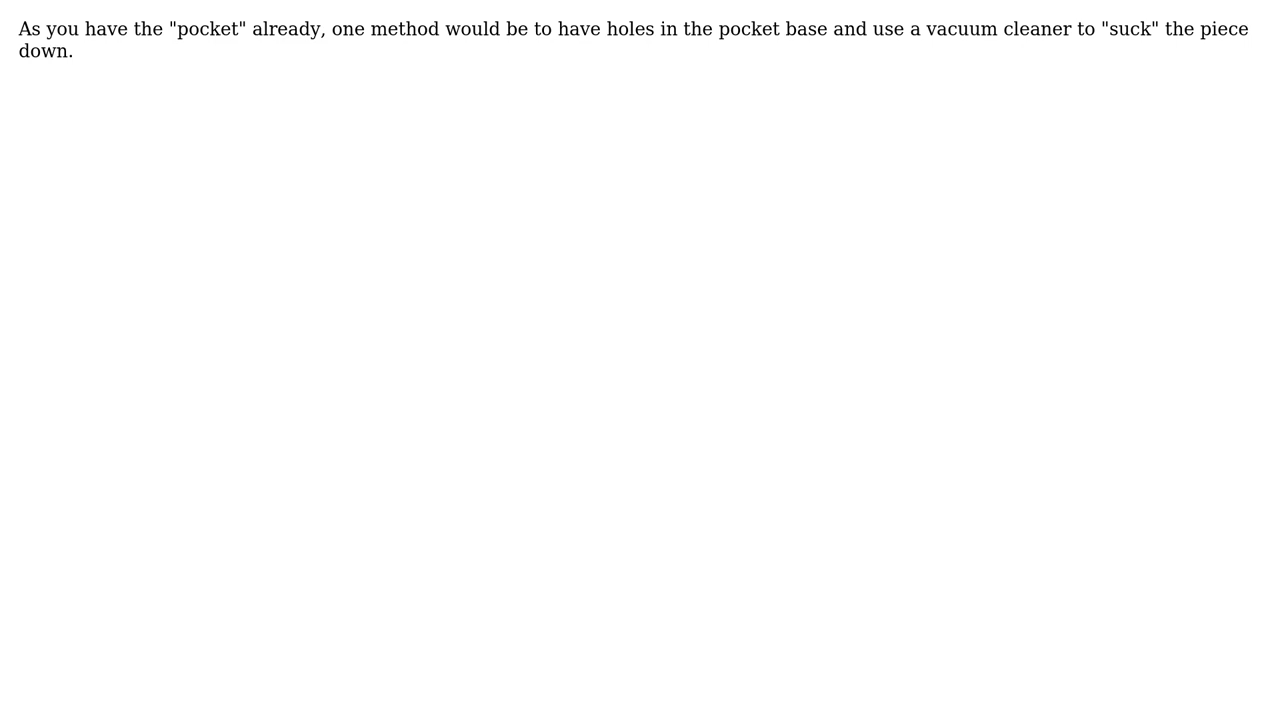 As you have the "pocket" already, one method would be to have holes in the pocket base and use a vacuum cleaner to "suck" the piece
down.